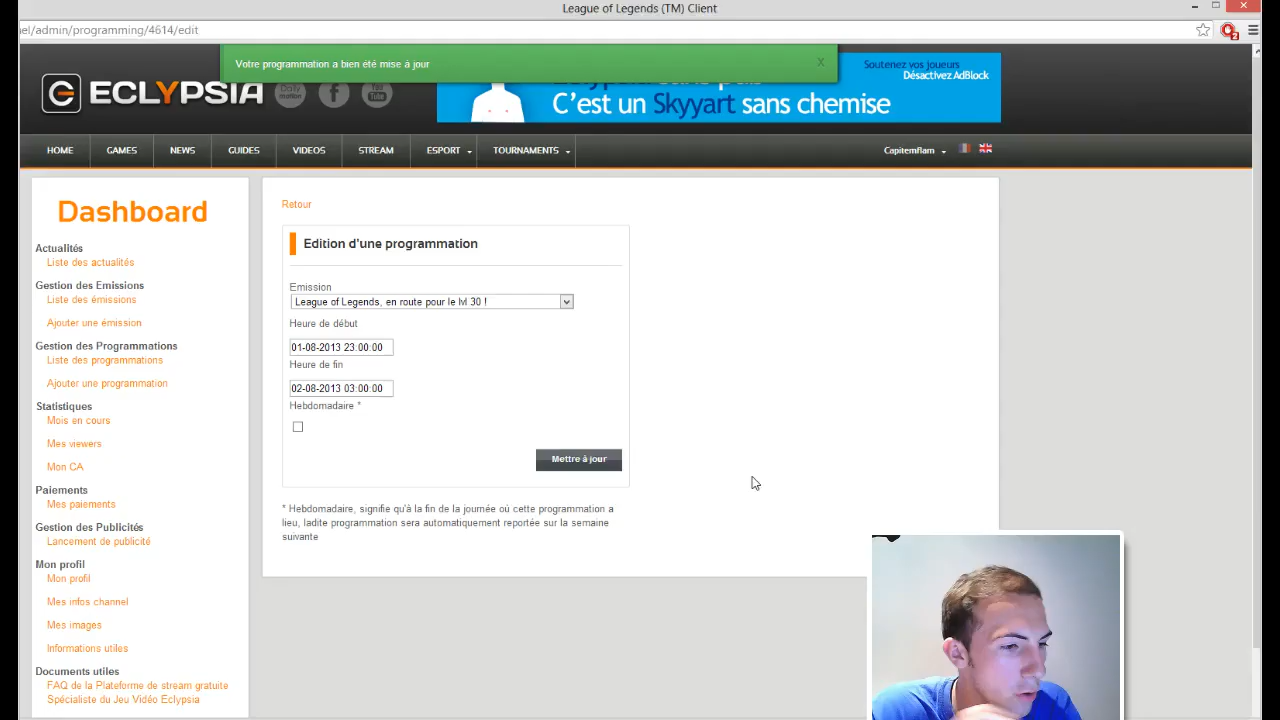 League of Legends (TM) Client
el/admin/programming/4614/edit
2
Votre programmation a bien été mise à jour
X
ECLYPSIA
Daily motion
f
You Tube
Soutenez vos joueurs
Désactivez AdBlock
C'est un Skyyart sans chemise
HOME
GAMES
NEWS
GUIDES
VIDEOS
STREAM
ESPORT
TOURNAMENTS
Capitemflam
Dashboard
Actualités
Liste des actualités
Gestion des Emissions
Liste des émissions
Ajouter une émission
Gestion des Programmations
Liste des programmations
Ajouter une programmation
Statistiques
Mois en cours
Mes viewers
Mon CA
Paiements
Mes paiements
Gestion des Publicités
Lancement de publicité
Mon profil
Mon profil
Mes infos channel
Mes images
Informations utiles
Documents utiles
FAQ de la Plateforme de stream gratuite
Spécialiste du Jeu Vidéo Eclypsia
Retour
Edition d'une programmation
Emission
League of Legends, en route pour le lvl 30 !
Heure de début
01-08-2013 23:00:00
Heure de fin
02-08-2013 03:00:00
Hebdomadaire *
Mettre à jour
* Hebdomadaire, signifie qu'à la fin de la journée où cette programmation a
lieu, ladite programmation sera automatiquement reportée sur la semaine
suivante